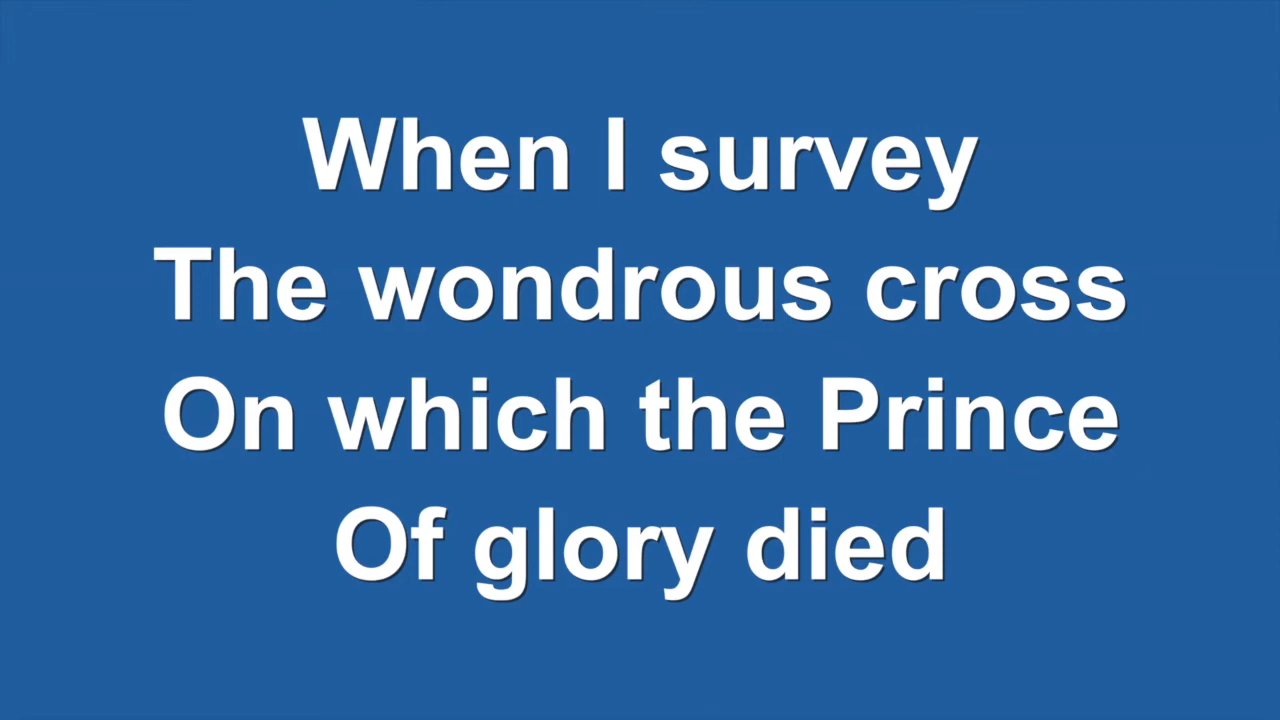 When I survey
The wondrous cross
On which the Prince
Of glory died